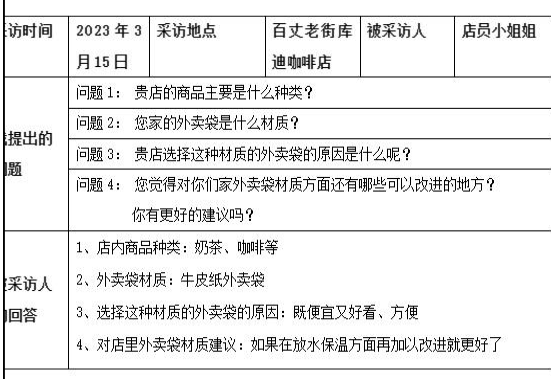 访时间 2023 年 3 月15日 采访地点 百丈老街库迪咖啡店 被采访人 店员小姐姐
提出的问题
问题 1： 贵店的商品主要是什么种类？
问题 2： 您家的外卖袋是什么材质？
问题 3： 贵店选择这种材质的外卖袋的原因是什么呢？
问题 4： 您觉得对你们家外卖袋材质方面还有哪些可以改进的地方？
你有更好的建议吗？
采访人
回答
1、店内商品种类：奶茶、咖啡等
2、外卖袋材质：牛皮纸外卖袋
3、选择这种材质的外卖袋的原因：既便宜又好看、方便
4、对店里外卖袋材质建议：如果在放水保温方面再加以改进就更好了